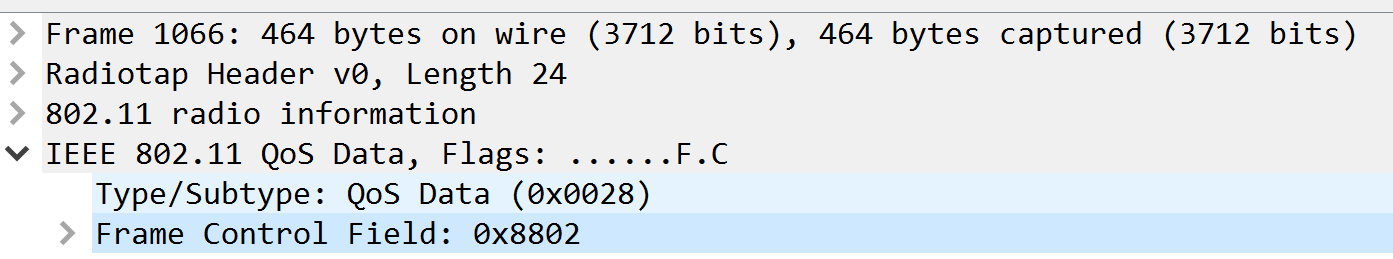 Frame 1066: 464 bytes on wire (3712 bits), 464 bytes captured (3712 bits)
Radiotap Header v0, Length 24
802.11 radio information
IEEE 802.11 QoS Data, Flags: ......F.C
Type/Subtype: QoS Data (0x0028)
Frame Control Field: 0x8802